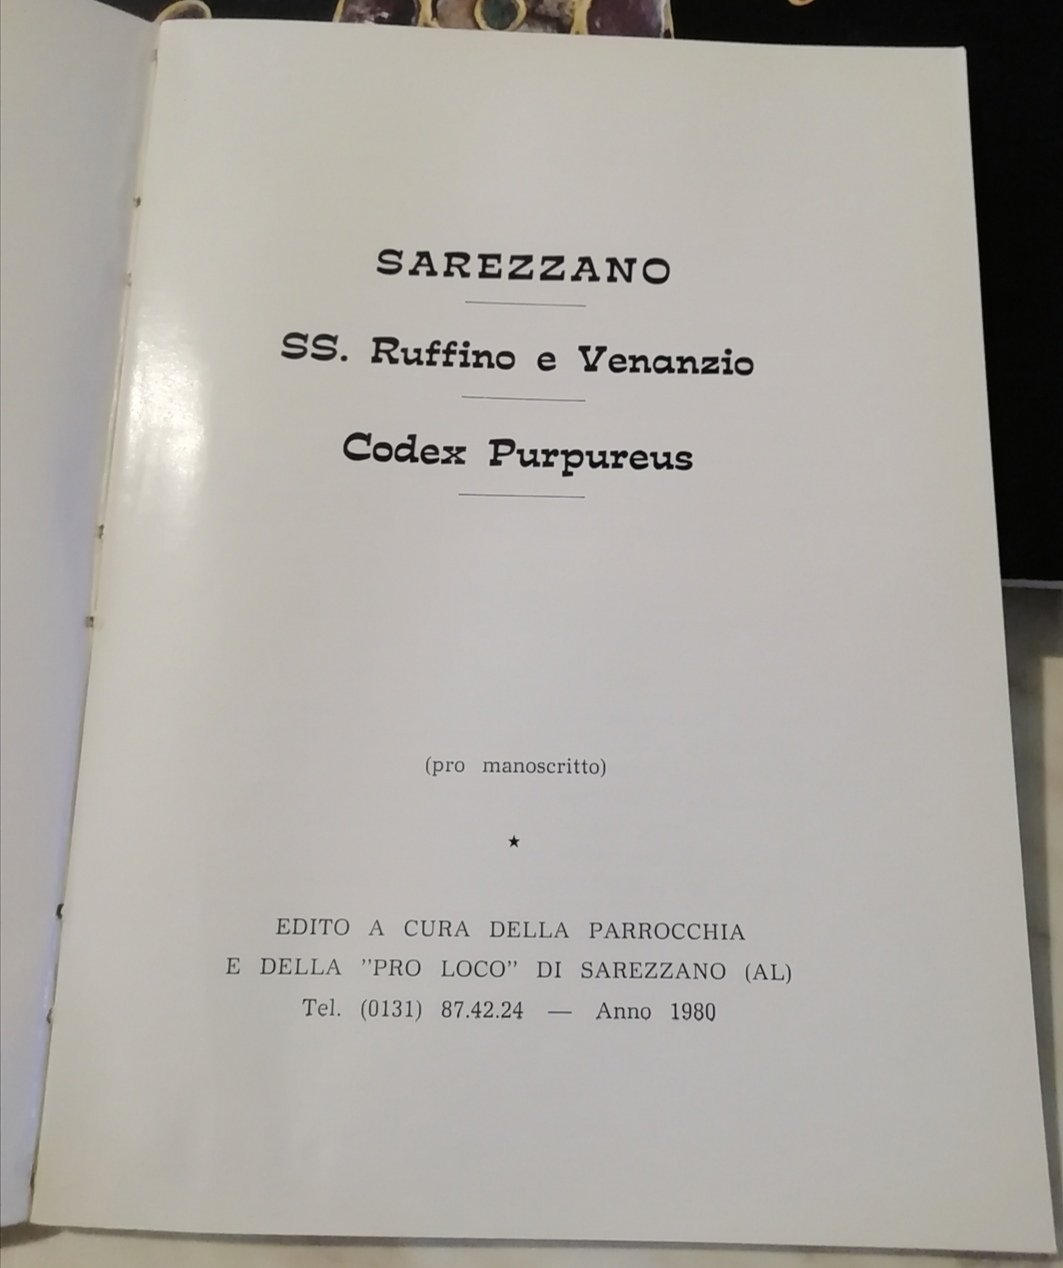 SAREZZANO
SS. Ruffino e Venanzio
Codex Purpureus
(pro manoscritto)
★
EDITO A CURA DELLA PARROCCHIA
E DELLA ”PRO LOCO” DI SAREZZANO (AL)
Tel. (0131) 87.42.24 — Anno 1980